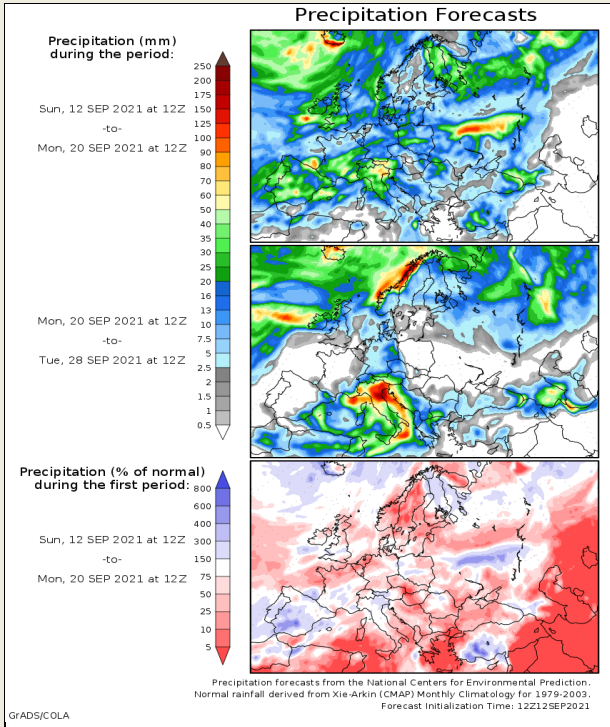 Precipitation Forecasts
Precipitation (mm)
during the period:
250
200
175
150
125
100
90
80
70
60
50
40
35
30
25
20
16
13
10
7.5
5
2.5
2
1.5
1
0.5
Sun, 12 SEP 2021 at 12Z
-to-
Mon, 20 SEP 2021 at 12Z
Mon, 20 SEP 2021 at 12Z
-to-
Tue, 28 SEP 2021 at 12Z
Precipitation (% of normal)
during the first period:
800
600
400
300
150
75
50
25
10
5
Sun, 12 SEP 2021 at 12Z
-to-
Mon, 20 SEP 2021 at 12Z
Precipitation forecasts from the National Centers for Environmental Prediction.
Normal rainfall derived from Xie-Arkin (CMAP) Monthly Climatology for 1979-2003.
Forecast Initialization Time: 12Z12SEP2021
GrADS/COLA